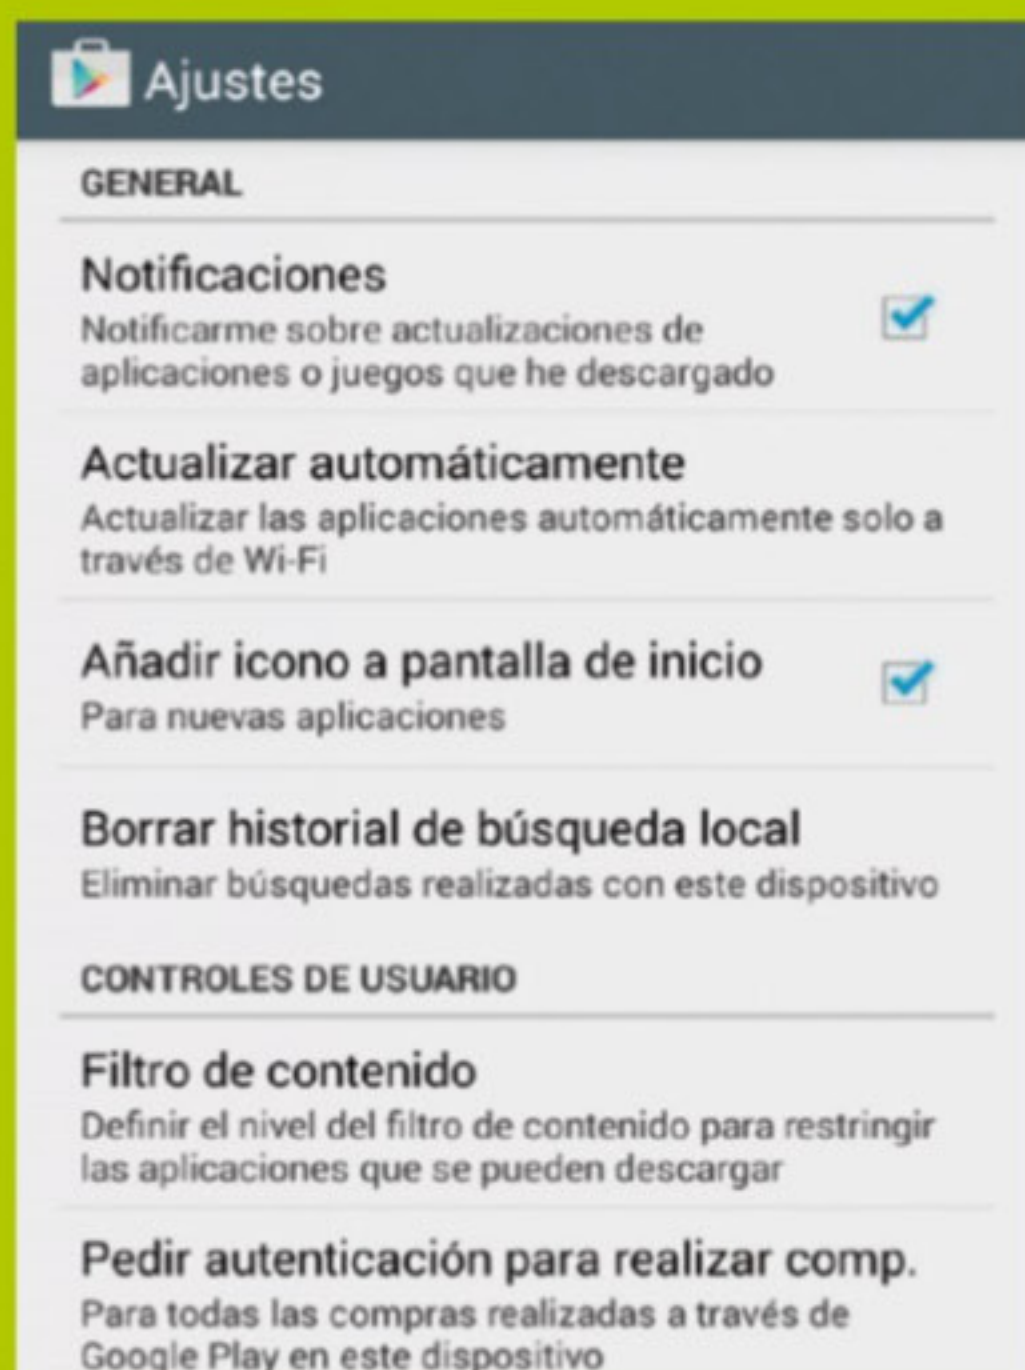 Ajustes
GENERAL
Notificaciones
Notificarme sobre actualizaciones de
aplicaciones o juegos que he descargado
Actualizar automáticamente
Actualizar las aplicaciones automáticamente solo a
través de Wi-Fi
Añadir icono a pantalla de inicio
Para nuevas aplicaciones
Borrar historial de búsqueda local
Eliminar búsquedas realizadas con este dispositivo
CONTROLES DE USUARIO
Filtro de contenido
Definir el nivel del filtro de contenido para restringir
las aplicaciones que se pueden descargar
Pedir autenticación para realizar comp.
Para todas las compras realizadas a través de
Google Play en este dispositivo